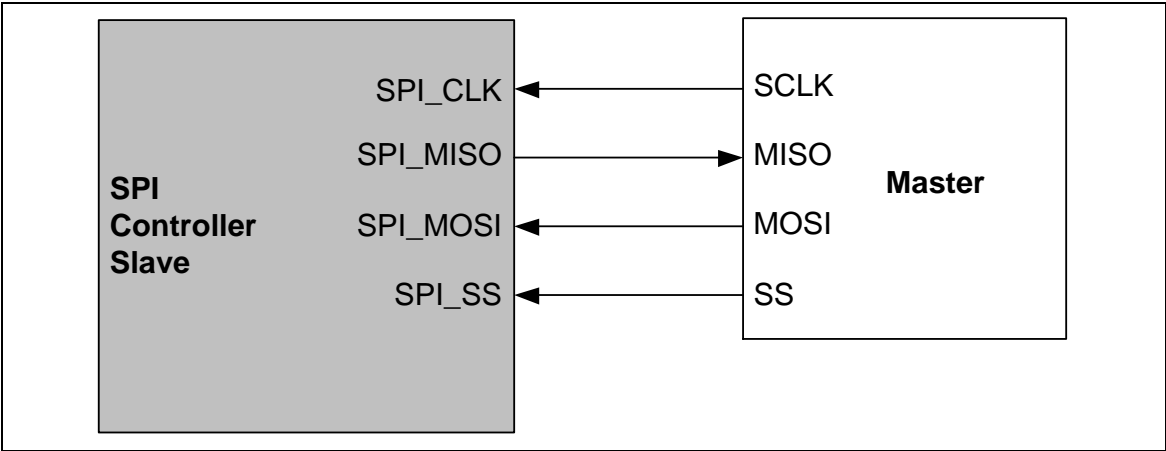 SPI_CLK
SPI_MISO
SPI_MOSI
SPI_SS
SPI
Controller
Slave
SCLK
MISO
MOSI
SS
Master